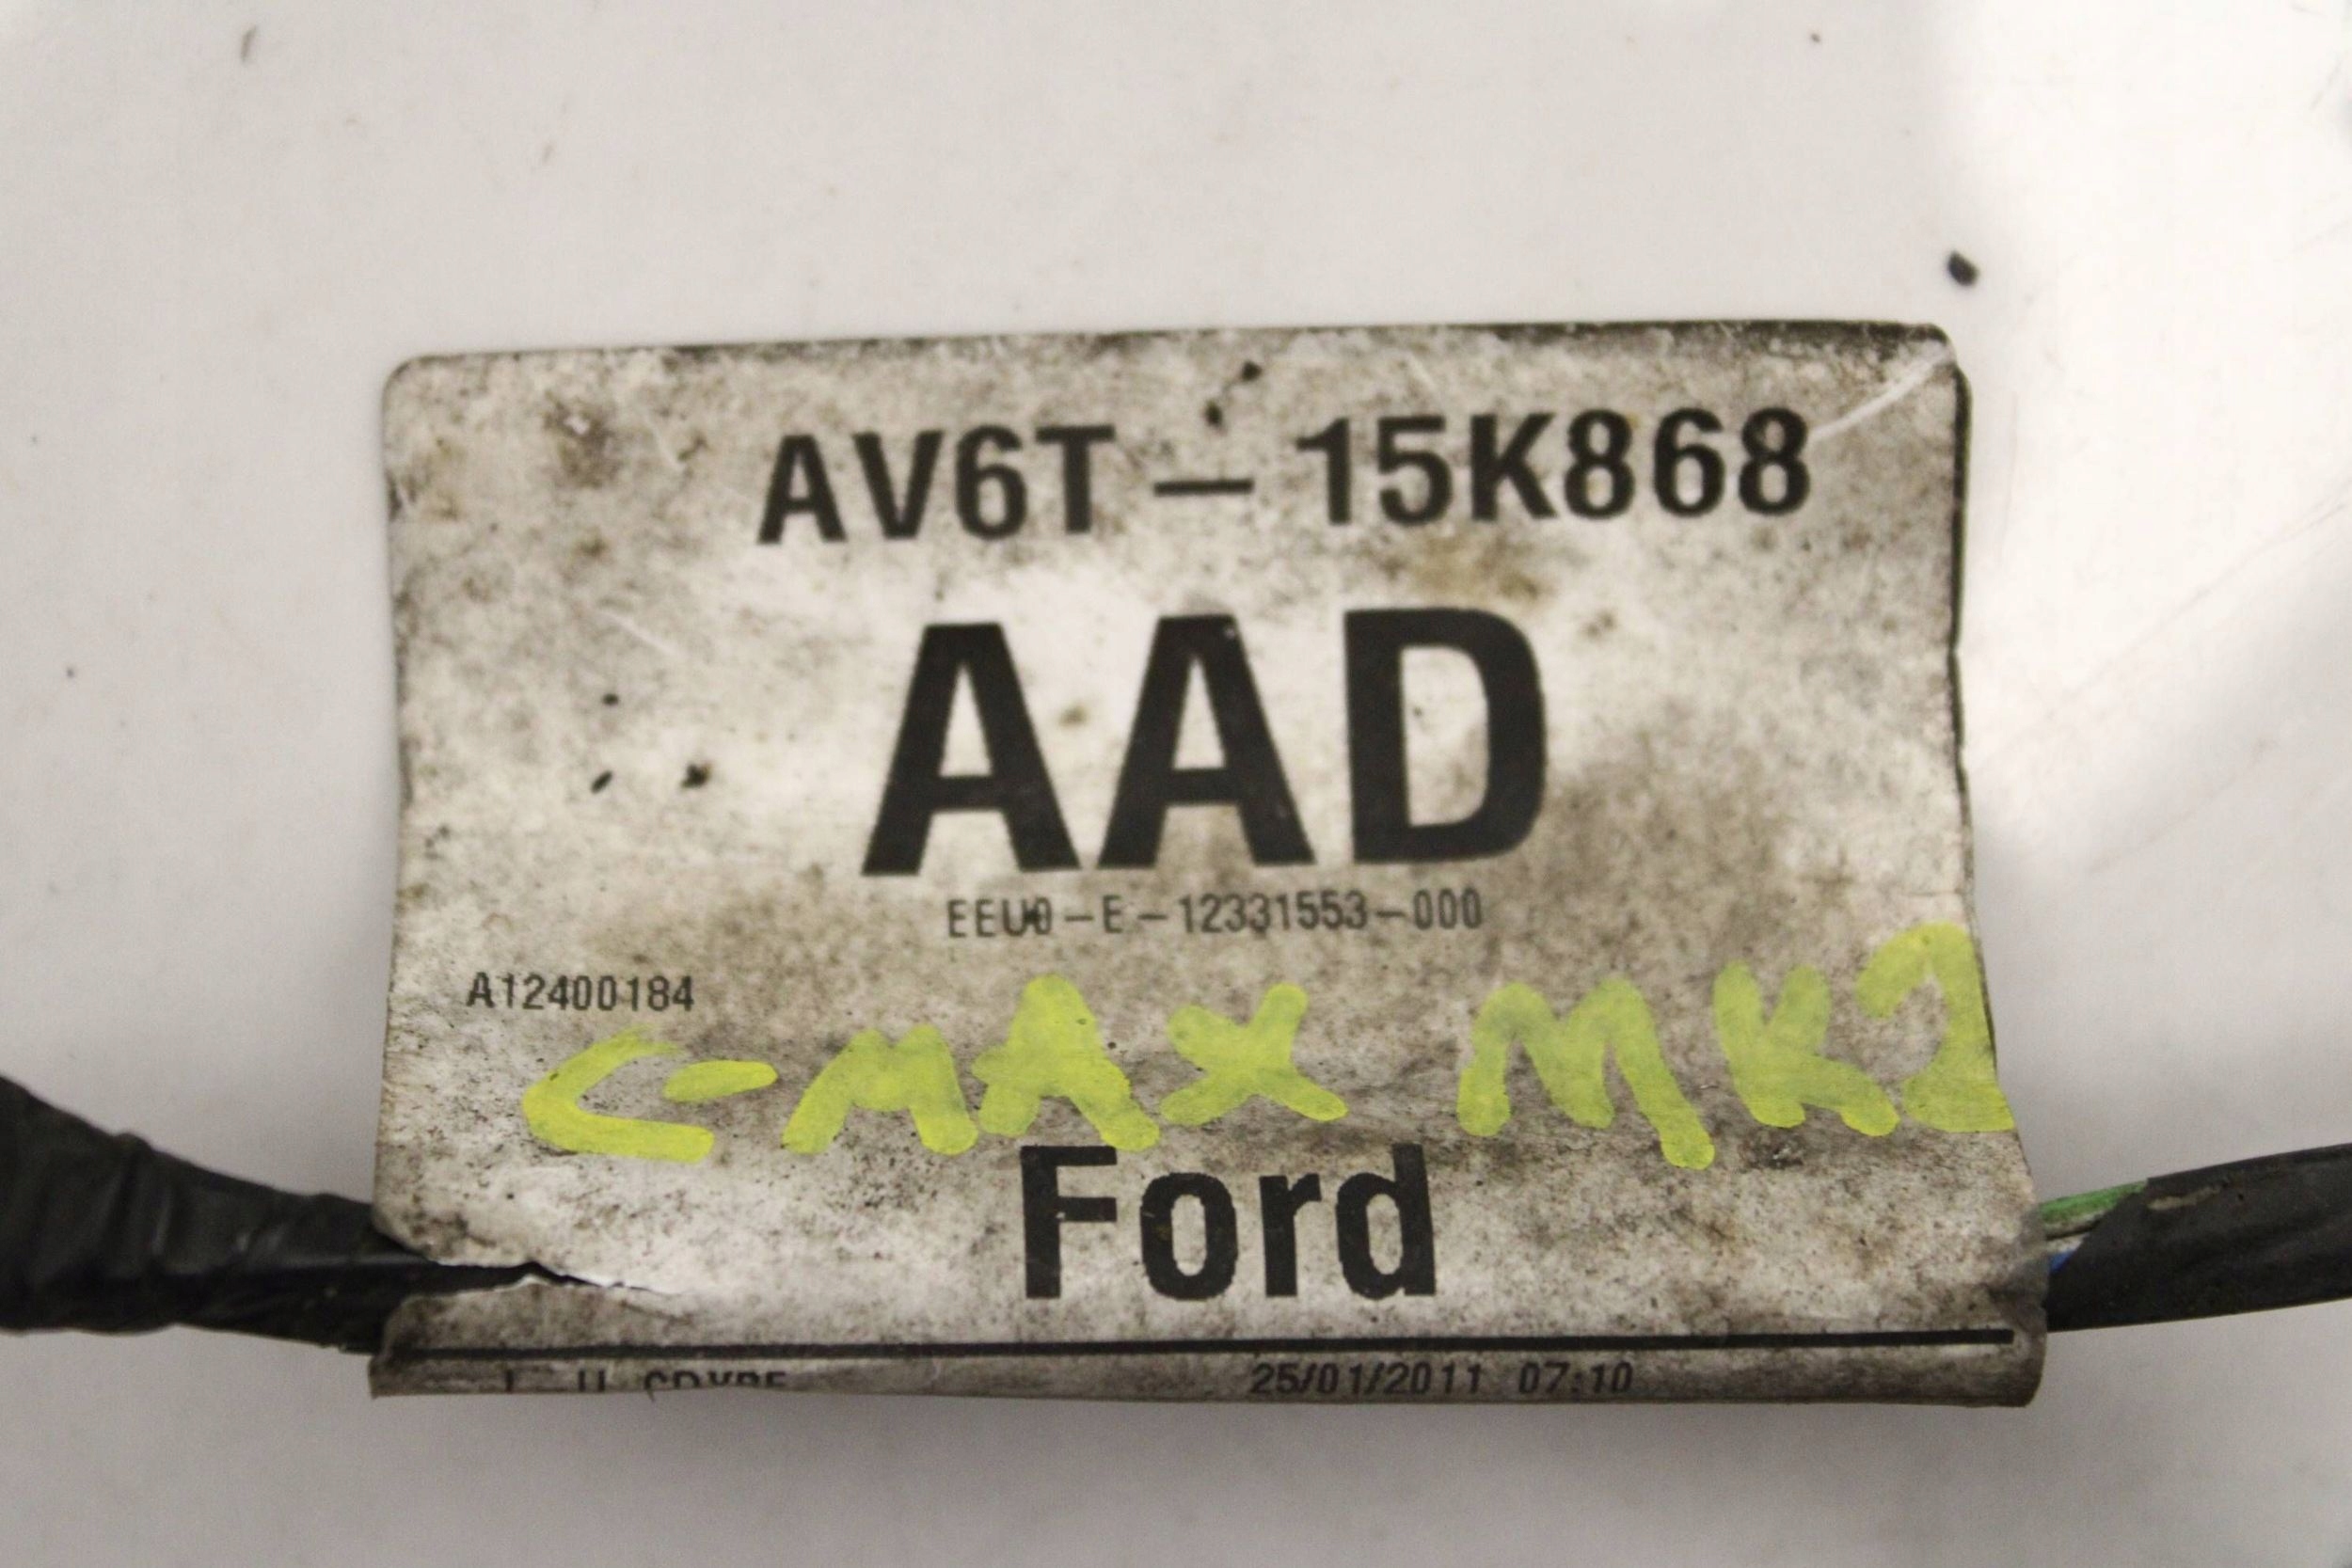 AV6T - 15K868
AAD
EEU0-E-12331553-000
A12400184
C-MAX MK2
Ford
25/01/2011 07:10